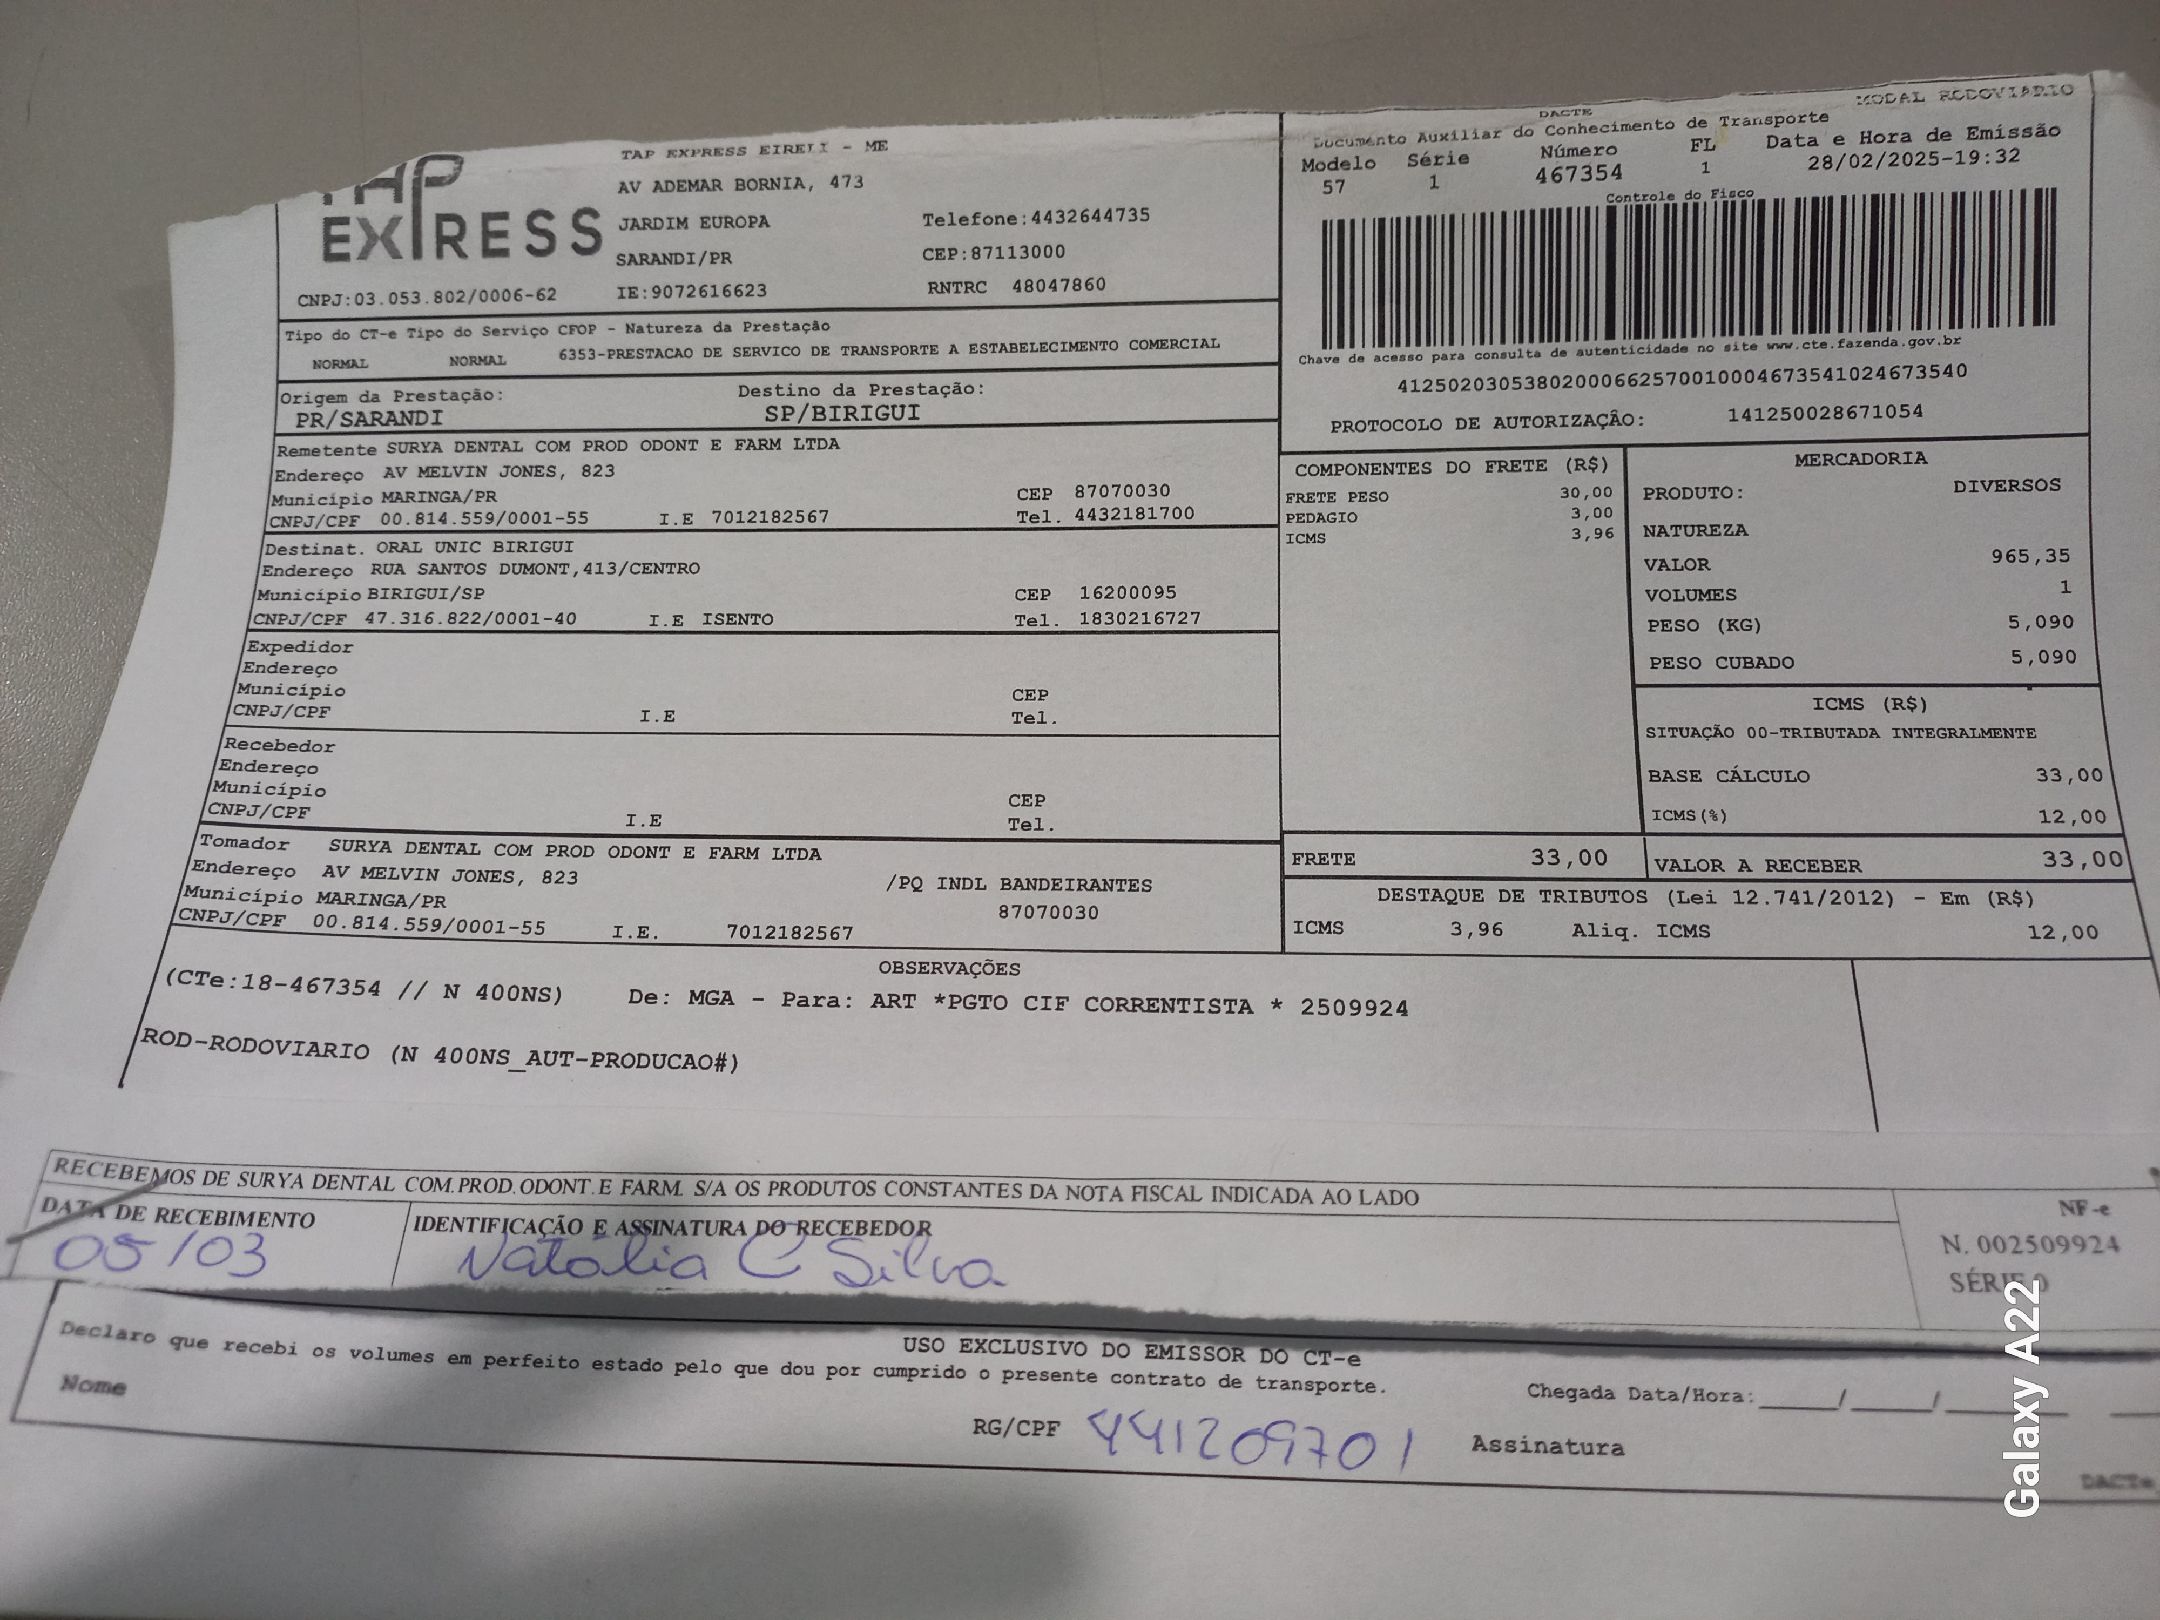 TAP
EXPRESS
CNPJ:03.053.802/0006-62
TAP EXPRESS EIRELI - ME
AV ADEMAR BORNIA, 473
JARDIM EUROPA Telefone:4432644735
SARANDI/PR CEP:87113000
IE:9072616623 RNTRC 48047860
MODAL RODOVIARIO
DACTE
Documento Auxiliar do Conhecimento de Transporte
Modelo Série Número FL Data e Hora de Emissão
57 1 467354 1 28/02/2025-19:32
Controle do Fisco
Chave de acesso para consulta de autenticidade no site www.cte.fazenda.gov.br
41250203053802000662570010004673541024673540
PROTOCOLO DE AUTORIZAÇÃO: 141250028671054
Tipo do CT-e Tipo do Serviço CFOP - Natureza da Prestação
NORMAL NORMAL 6353-PRESTACAO DE SERVICO DE TRANSPORTE A ESTABELECIMENTO COMERCIAL
Origem da Prestação: Destino da Prestação:
PR/SARANDI SP/BIRIGUI
Remetente SURYA DENTAL COM PROD ODONT E FARM LTDA
Endereço AV MELVIN JONES, 823
Município MARINGA/PR CEP 87070030
CNPJ/CPF 00.814.559/0001-55 I.E 7012182567 Tel. 4432181700
Destinat. ORAL UNIC BIRIGUI
Endereço RUA SANTOS DUMONT,413/CENTRO
Município BIRIGUI/SP CEP 16200095
CNPJ/CPF 47.316.822/0001-40 I.E ISENTO Tel. 1830216727
Expedidor
Endereço
Município CEP
CNPJ/CPF I.E Tel.
Recebedor
Endereço
Município CEP
CNPJ/CPF I.E Tel.
Tomador SURYA DENTAL COM PROD ODONT E FARM LTDA
Endereço AV MELVIN JONES, 823 /PQ INDL BANDEIRANTES
Município MARINGA/PR 87070030
CNPJ/CPF 00.814.559/0001-55 I.E. 7012182567
COMPONENTES DO FRETE (R$)
FRETE PESO 30,00
PEDAGIO 3,00
ICMS 3,96
MERCADORIA
PRODUTO: DIVERSOS
NATUREZA
VALOR 965,35
VOLUMES 1
PESO (KG) 5,090
PESO CUBADO 5,090
ICMS (R$)
SITUAÇÃO 00-TRIBUTADA INTEGRALMENTE
BASE CÁLCULO 33,00
ICMS(%) 12,00
FRETE 33,00 VALOR A RECEBER 33,00
DESTAQUE DE TRIBUTOS (Lei 12.741/2012) - Em (R$)
ICMS 3,96 Aliq. ICMS 12,00
OBSERVAÇÕES
(CTe:18-467354 // N 400NS) De: MGA - Para: ART *PGTO CIF CORRENTISTA * 2509924
ROD-RODOVIARIO (N 400NS_AUT-PRODUCAO#)
RECEBEMOS DE SURYA DENTAL COM.PROD.ODONT.E FARM. S/A OS PRODUTOS CONSTANTES DA NOTA FISCAL INDICADA AO LADO
DATA DE RECEBIMENTO IDENTIFICAÇÃO E ASSINATURA DO RECEBEDOR
05/03 Natália C Silva
NF-e
N. 002509924
SÉRIE 0
USO EXCLUSIVO DO EMISSOR DO CT-e
Declaro que recebi os volumes em perfeito estado pelo que dou por cumprido o presente contrato de transporte.
Nome Chegada Data/Hora:____/____/____
RG/CPF 441209701 Assinatura
DACTe
Galaxy A22